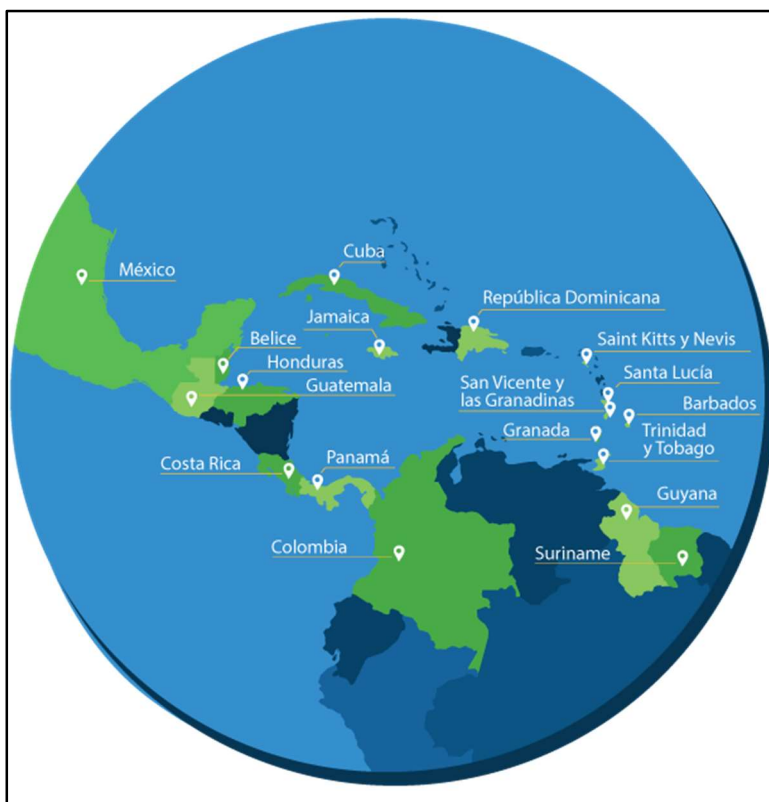 Cuba
México
República Dominicana
Jamaica
Belice
Saint Kitts y Nevis
Honduras
Guatemala
Santa Lucía
San Vicente y
las Granadinas
Barbados
Granada
Trinidad
y Tobago
Costa Rica
Panamá
Guyana
Colombia
Suriname